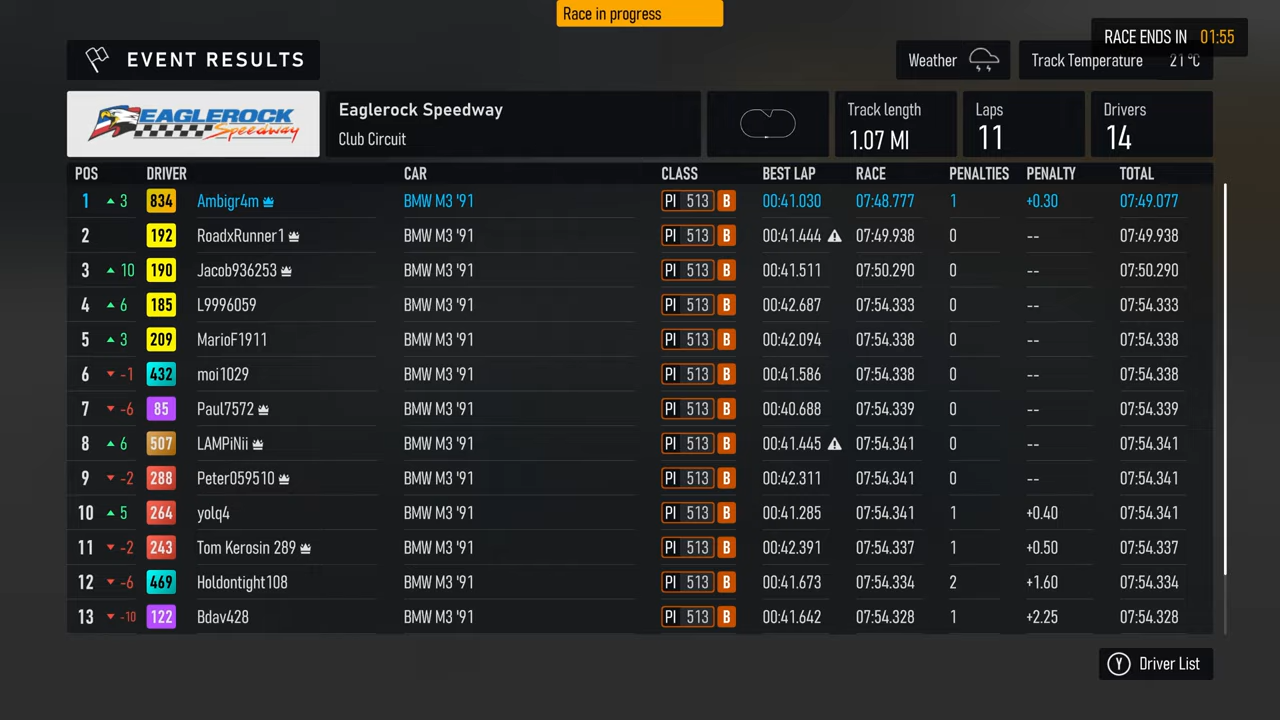 Race in progress
RACE ENDS IN 01:55
EVENT RESULTS
Weather
Track Temperature 21 °C
EAGLEROCK
Speedway
Eaglerock Speedway
Club Circuit
Track length
1.07 MI
Laps
11
Drivers
14
POS DRIVER CAR CLASS BEST LAP RACE PENALTIES PENALTY TOTAL
1 3 834 Ambigr4m BMW M3 '91 PI 513 B 00:41.030 07:48.777 1 +0.30 07:49.077
2 192 RoadxRunner1 BMW M3 '91 PI 513 B 00:41.444 07:49.938 0 -- 07:49.938
3 10 190 Jacob936253 BMW M3 '91 PI 513 B 00:41.511 07:50.290 0 -- 07:50.290
4 6 185 L9996059 BMW M3 '91 PI 513 B 00:42.687 07:54.333 0 -- 07:54.333
5 3 209 MarioF1911 BMW M3 '91 PI 513 B 00:42.094 07:54.338 0 -- 07:54.338
6 -1 432 moi1029 BMW M3 '91 PI 513 B 00:41.586 07:54.338 0 -- 07:54.338
7 -6 85 Paul7572 BMW M3 '91 PI 513 B 00:40.688 07:54.339 0 -- 07:54.339
8 6 507 LAMPiNii BMW M3 '91 PI 513 B 00:41.445 07:54.341 0 -- 07:54.341
9 -2 288 Peter059510 BMW M3 '91 PI 513 B 00:42.311 07:54.341 0 -- 07:54.341
10 5 264 yolq4 BMW M3 '91 PI 513 B 00:41.285 07:54.341 1 +0.40 07:54.341
11 -2 243 Tom Kerosin 289 BMW M3 '91 PI 513 B 00:42.391 07:54.337 1 +0.50 07:54.337
12 -6 469 Holdontight108 BMW M3 '91 PI 513 B 00:41.673 07:54.334 2 +1.60 07:54.334
13 -10 122 Bdav428 BMW M3 '91 PI 513 B 00:41.642 07:54.328 1 +2.25 07:54.328
Y Driver List